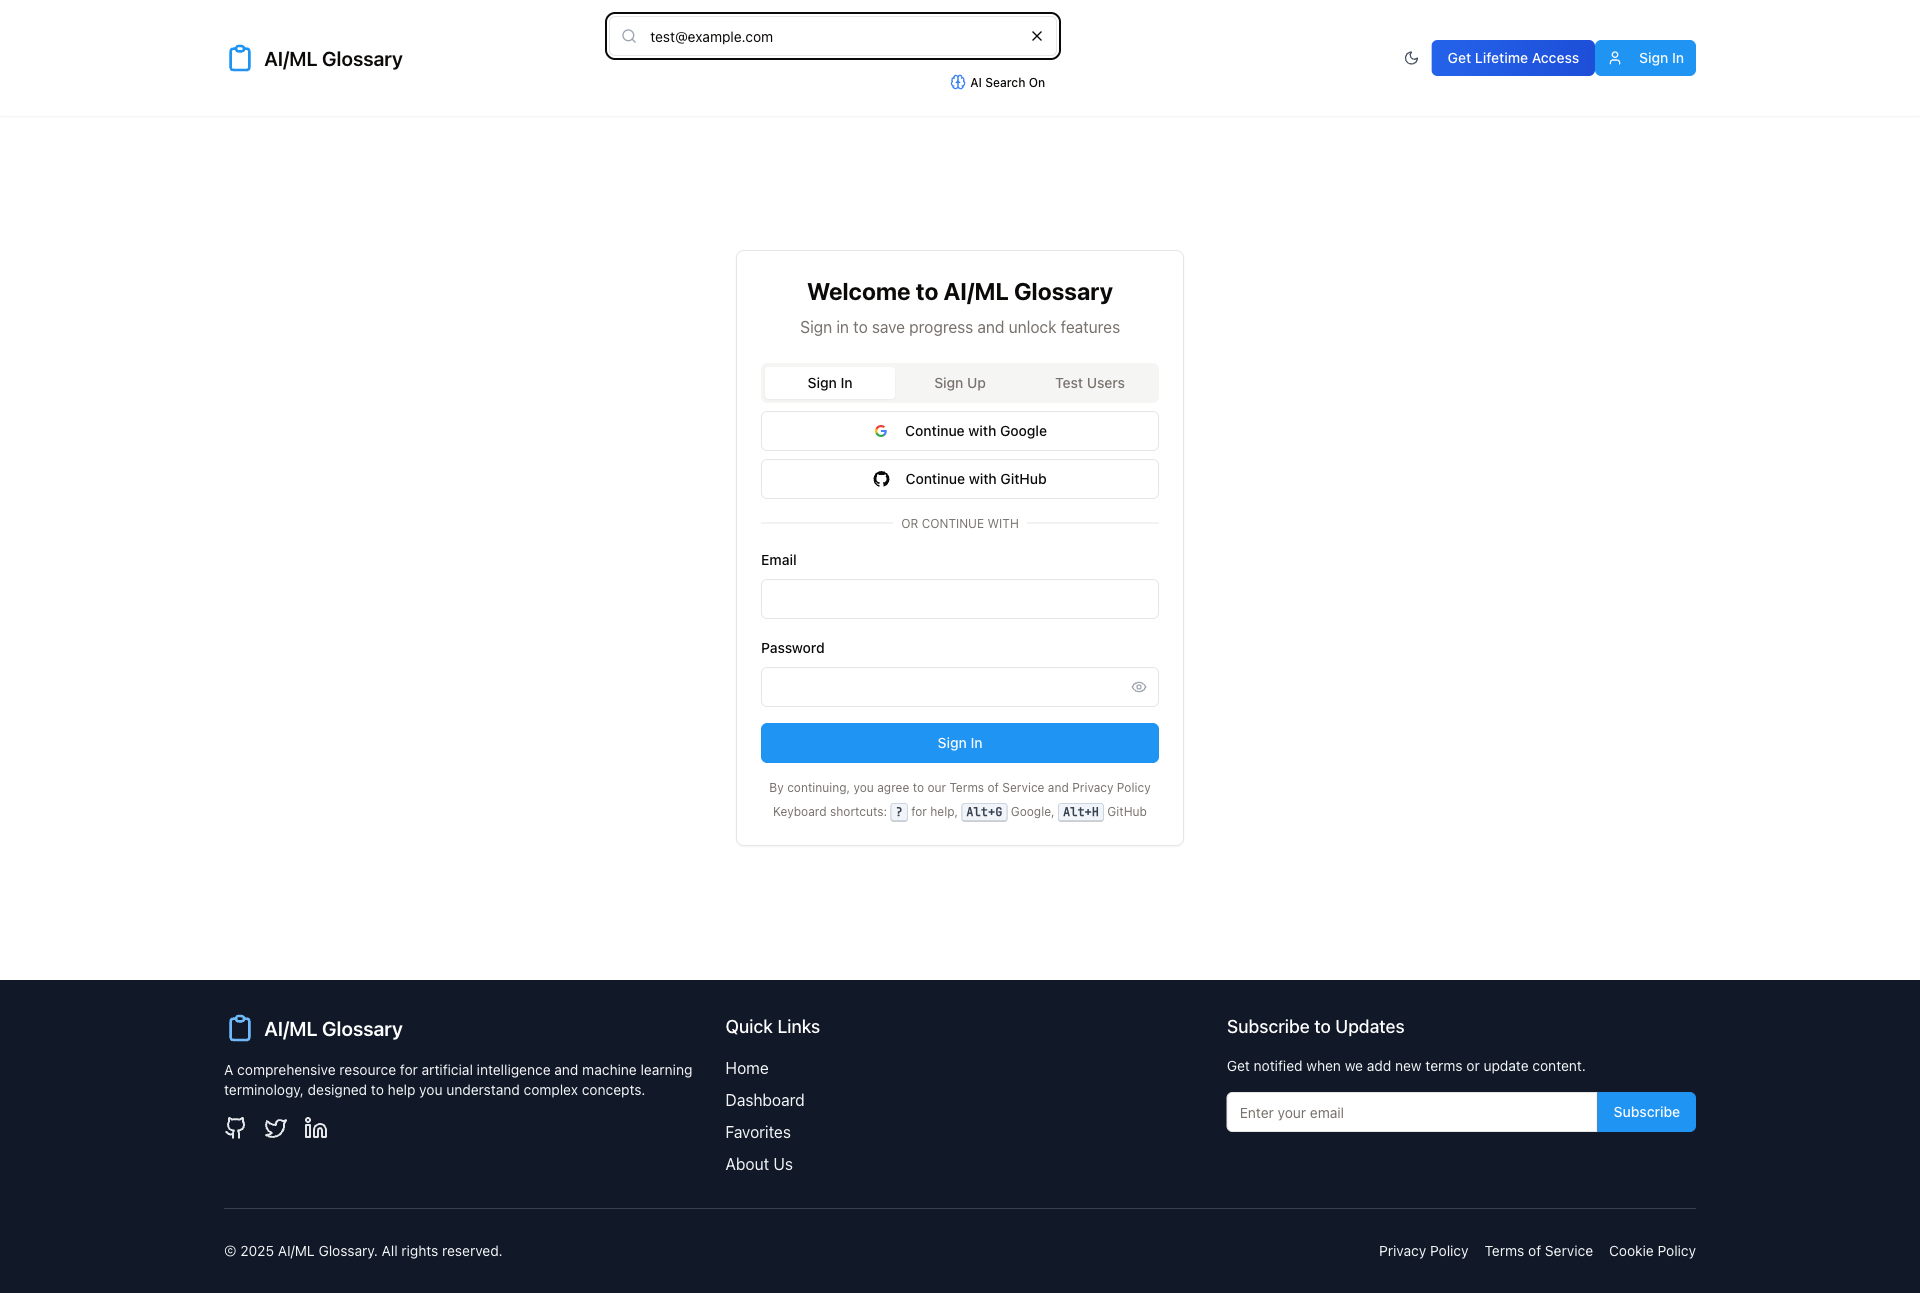 AI/ML Glossary
test@example.com
AI Search On
Get Lifetime Access
Sign In
Welcome to AI/ML Glossary
Sign in to save progress and unlock features
Sign In
Sign Up
Test Users
Continue with Google
Continue with GitHub
OR CONTINUE WITH
Email
Password
Sign In
By continuing, you agree to our Terms of Service and Privacy Policy
Keyboard shortcuts: ? for help, Alt+G Google, Alt+H GitHub
AI/ML Glossary
A comprehensive resource for artificial intelligence and machine learning
terminology, designed to help you understand complex concepts.
Quick Links
Home
Dashboard
Favorites
About Us
Subscribe to Updates
Get notified when we add new terms or update content.
Enter your email
Subscribe
© 2025 AI/ML Glossary. All rights reserved.
Privacy Policy
Terms of Service
Cookie Policy